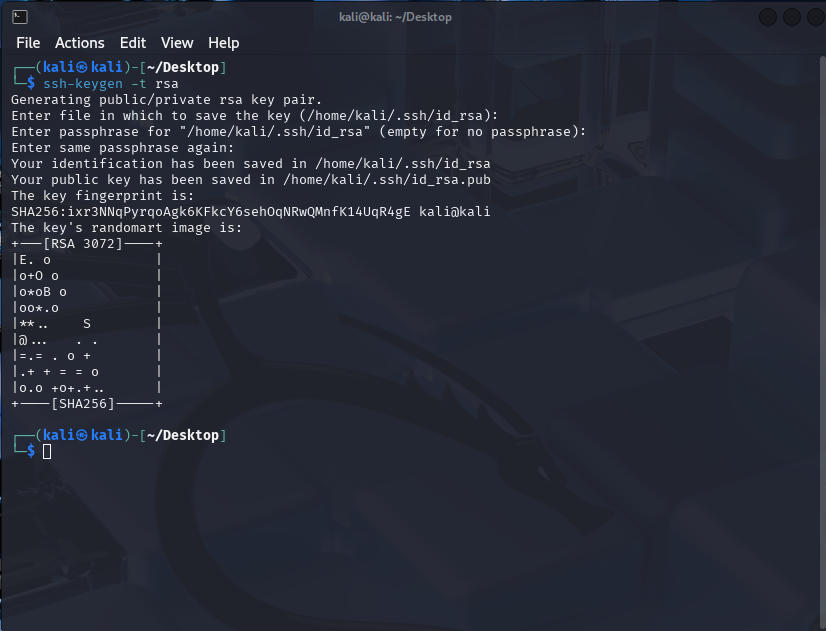 kali@kali: ~/Desktop
File Actions Edit View Help
┌──(kali㉿kali)-[~/Desktop]
└─$ ssh-keygen -t rsa
Generating public/private rsa key pair.
Enter file in which to save the key (/home/kali/.ssh/id_rsa):
Enter passphrase for "/home/kali/.ssh/id_rsa" (empty for no passphrase):
Enter same passphrase again:
Your identification has been saved in /home/kali/.ssh/id_rsa
Your public key has been saved in /home/kali/.ssh/id_rsa.pub
The key fingerprint is:
SHA256:ixr3NNqPyrqoAgk6KFkcY6sehOqNRwQMnfK14UqR4gE kali@kali
The key's randomart image is:
+---[RSA 3072]----+
|E. o             |
|o+O o            |
|o*oB o           |
|oo*.o            |
|**..    S        |
|@...   . .       |
|=.= . o +        |
|.+ + = = o       |
|o.o +o+.+..      |
+----[SHA256]-----+
┌──(kali㉿kali)-[~/Desktop]
└─$